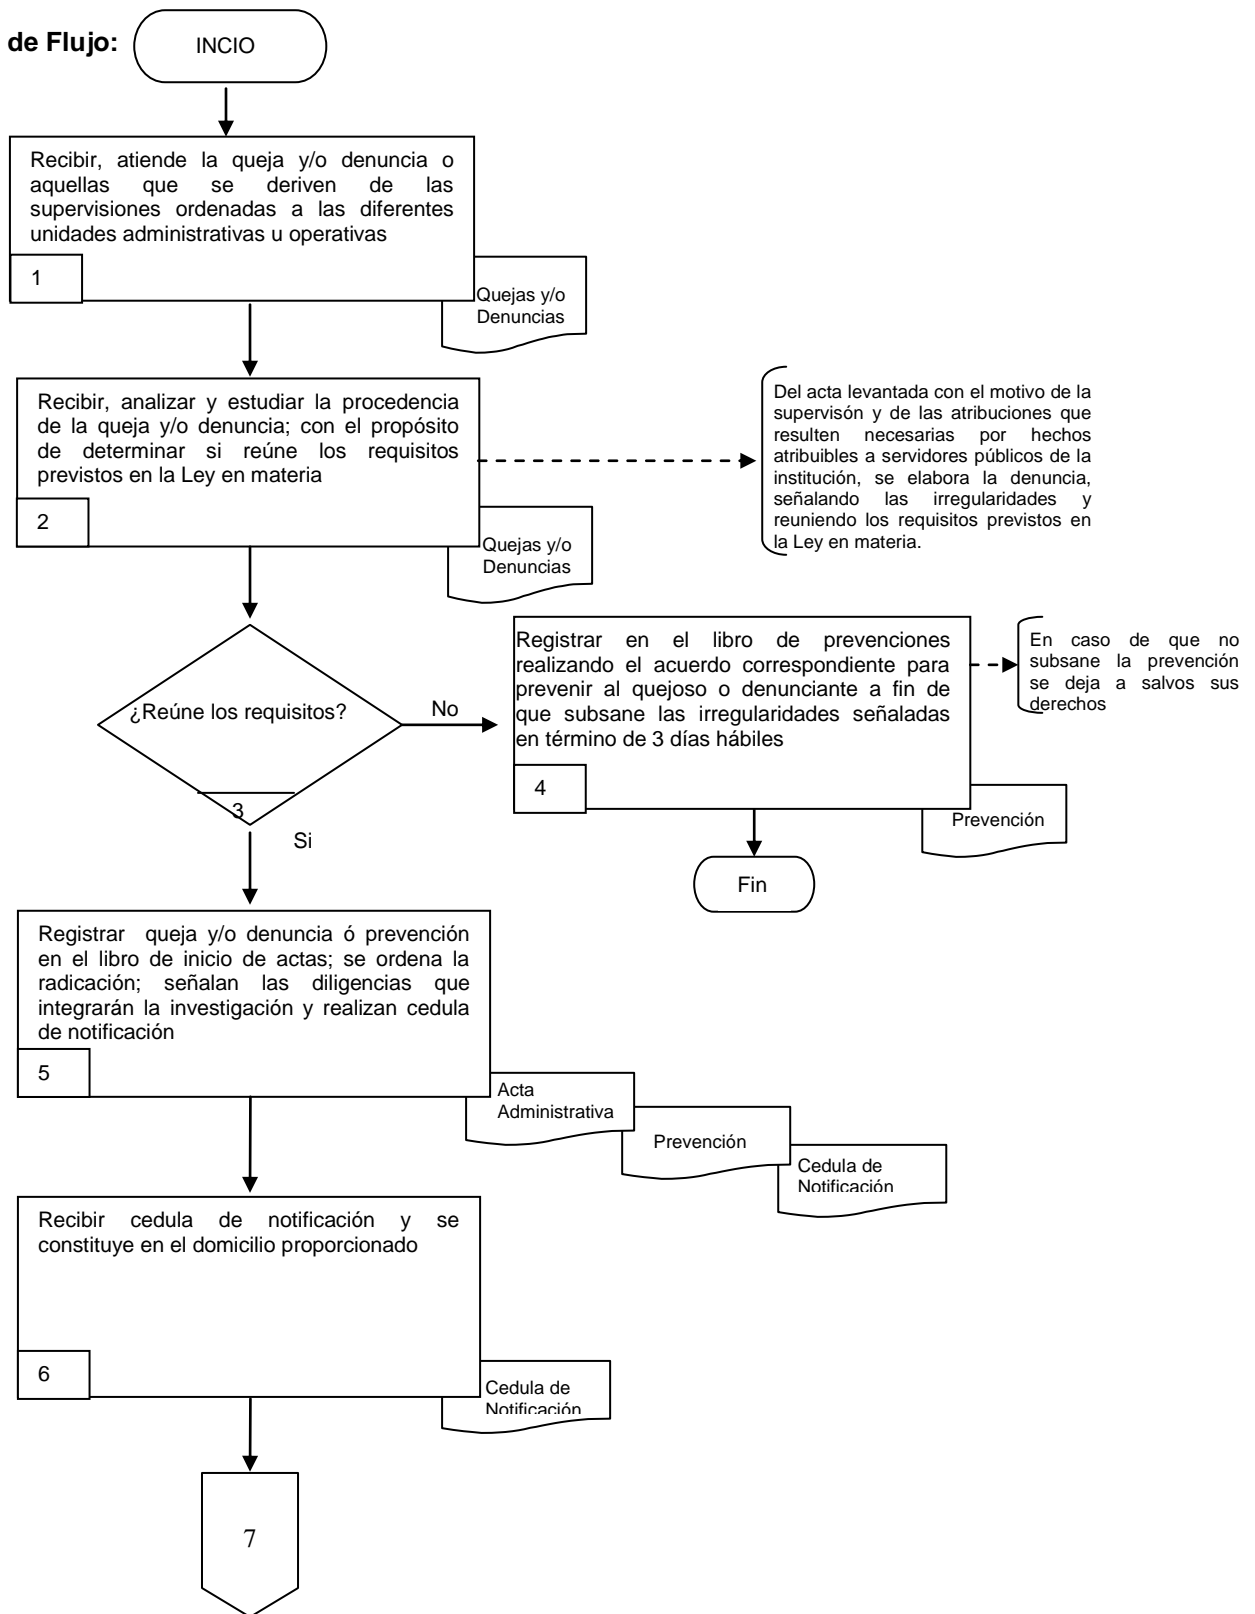 de Flujo:
INCIO
Recibir, atiende la queja y/o denuncia o
aquellas que se deriven de las
supervisiones ordenadas a las diferentes
unidades administrativas u operativas
1
Quejas y/o
Denuncias
Recibir, analizar y estudiar la procedencia
de la queja y/o denuncia; con el propósito
de determinar si reúne los requisitos
previstos en la Ley en materia
2
Quejas y/o
Denuncias
Del acta levantada con el motivo de la
supervisón y de las atribuciones que
resulten necesarias por hechos
atribuibles a servidores públicos de la
institución, se elabora la denuncia,
señalando las irregularidades y
reuniendo los requisitos previstos en
la Ley en materia.
¿Reúne los requisitos?
3
No
Si
Registrar en el libro de prevenciones
realizando el acuerdo correspondiente para
prevenir al quejoso o denunciante a fin de
que subsane las irregularidades señaladas
en término de 3 días hábiles
4
Prevención
En caso de que no
subsane la prevención
se deja a salvos sus
derechos
Fin
Registrar queja y/o denuncia ó prevención
en el libro de inicio de actas; se ordena la
radicación; señalan las diligencias que
integrarán la investigación y realizan cedula
de notificación
5
Acta
Administrativa
Prevención
Cedula de
Notificación
Recibir cedula de notificación y se
constituye en el domicilio proporcionado
6
Cedula de
Notificación
7